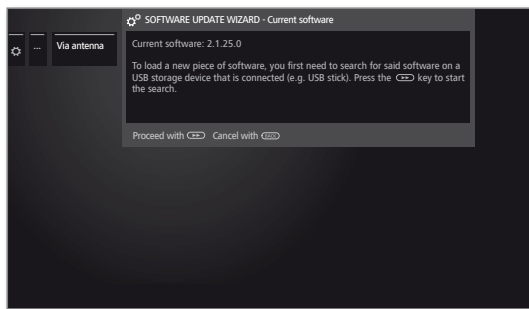 SOFTWARE UPDATE WIZARD - Current software
... Via antenna
Current software: 2.1.25.0
To load a new piece of software, you first need to search for said software on a
USB storage device that is connected (e.g. USB stick). Press the key to start
the search.
Proceed with Cancel with BACK